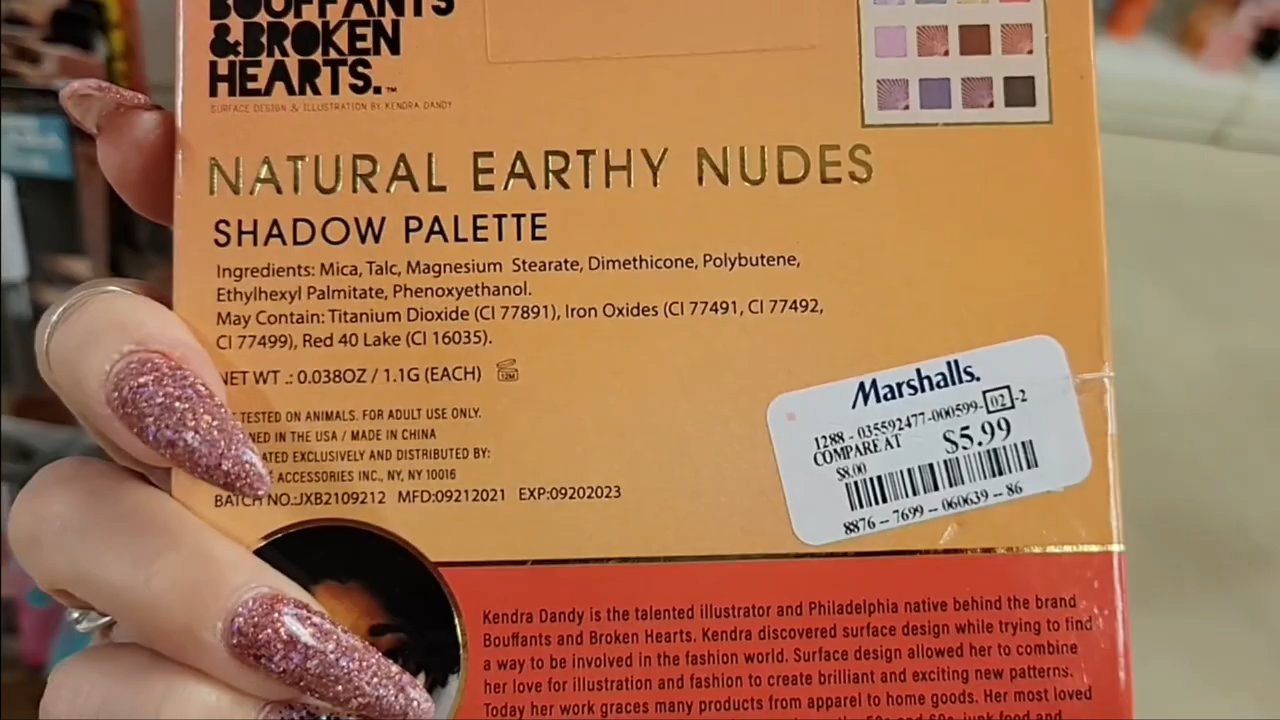 BOUFFANTS
&BROKEN
HEARTS.™
SURFACE DESIGN & ILLUSTRATION BY KENDRA DANDY
NATURAL EARTHY NUDES
SHADOW PALETTE
Ingredients: Mica, Talc, Magnesium Stearate, Dimethicone, Polybutene,
Ethylhexyl Palmitate, Phenoxyethanol.
May Contain: Titanium Dioxide (CI 77891), Iron Oxides (CI 77491, CI 77492,
CI 77499), Red 40 Lake (CI 16035).
NET WT.: 0.038OZ / 1.1G (EACH) 12M
TESTED ON ANIMALS. FOR ADULT USE ONLY.
IN THE USA / MADE IN CHINA
EXCLUSIVELY AND DISTRIBUTED BY:
ACCESSORIES INC., NY, NY 10016
BATCH NO.:JXB2109212 MFD:09212021 EXP:09202023
Marshalls.
1288 - 035592477-000599-02-2
COMPARE AT $5.99
$8.00
8876 - 7699 - 060639 - 86
Kendra Dandy is the talented illustrator and Philadelphia native behind the brand
Bouffants and Broken Hearts. Kendra discovered surface design while trying to find
a way to be involved in the fashion world. Surface design allowed her to combine
her love for illustration and fashion to create brilliant and exciting new patterns.
Today her work graces many products from apparel to home goods. Her most loved
50s and 60s, junk food and